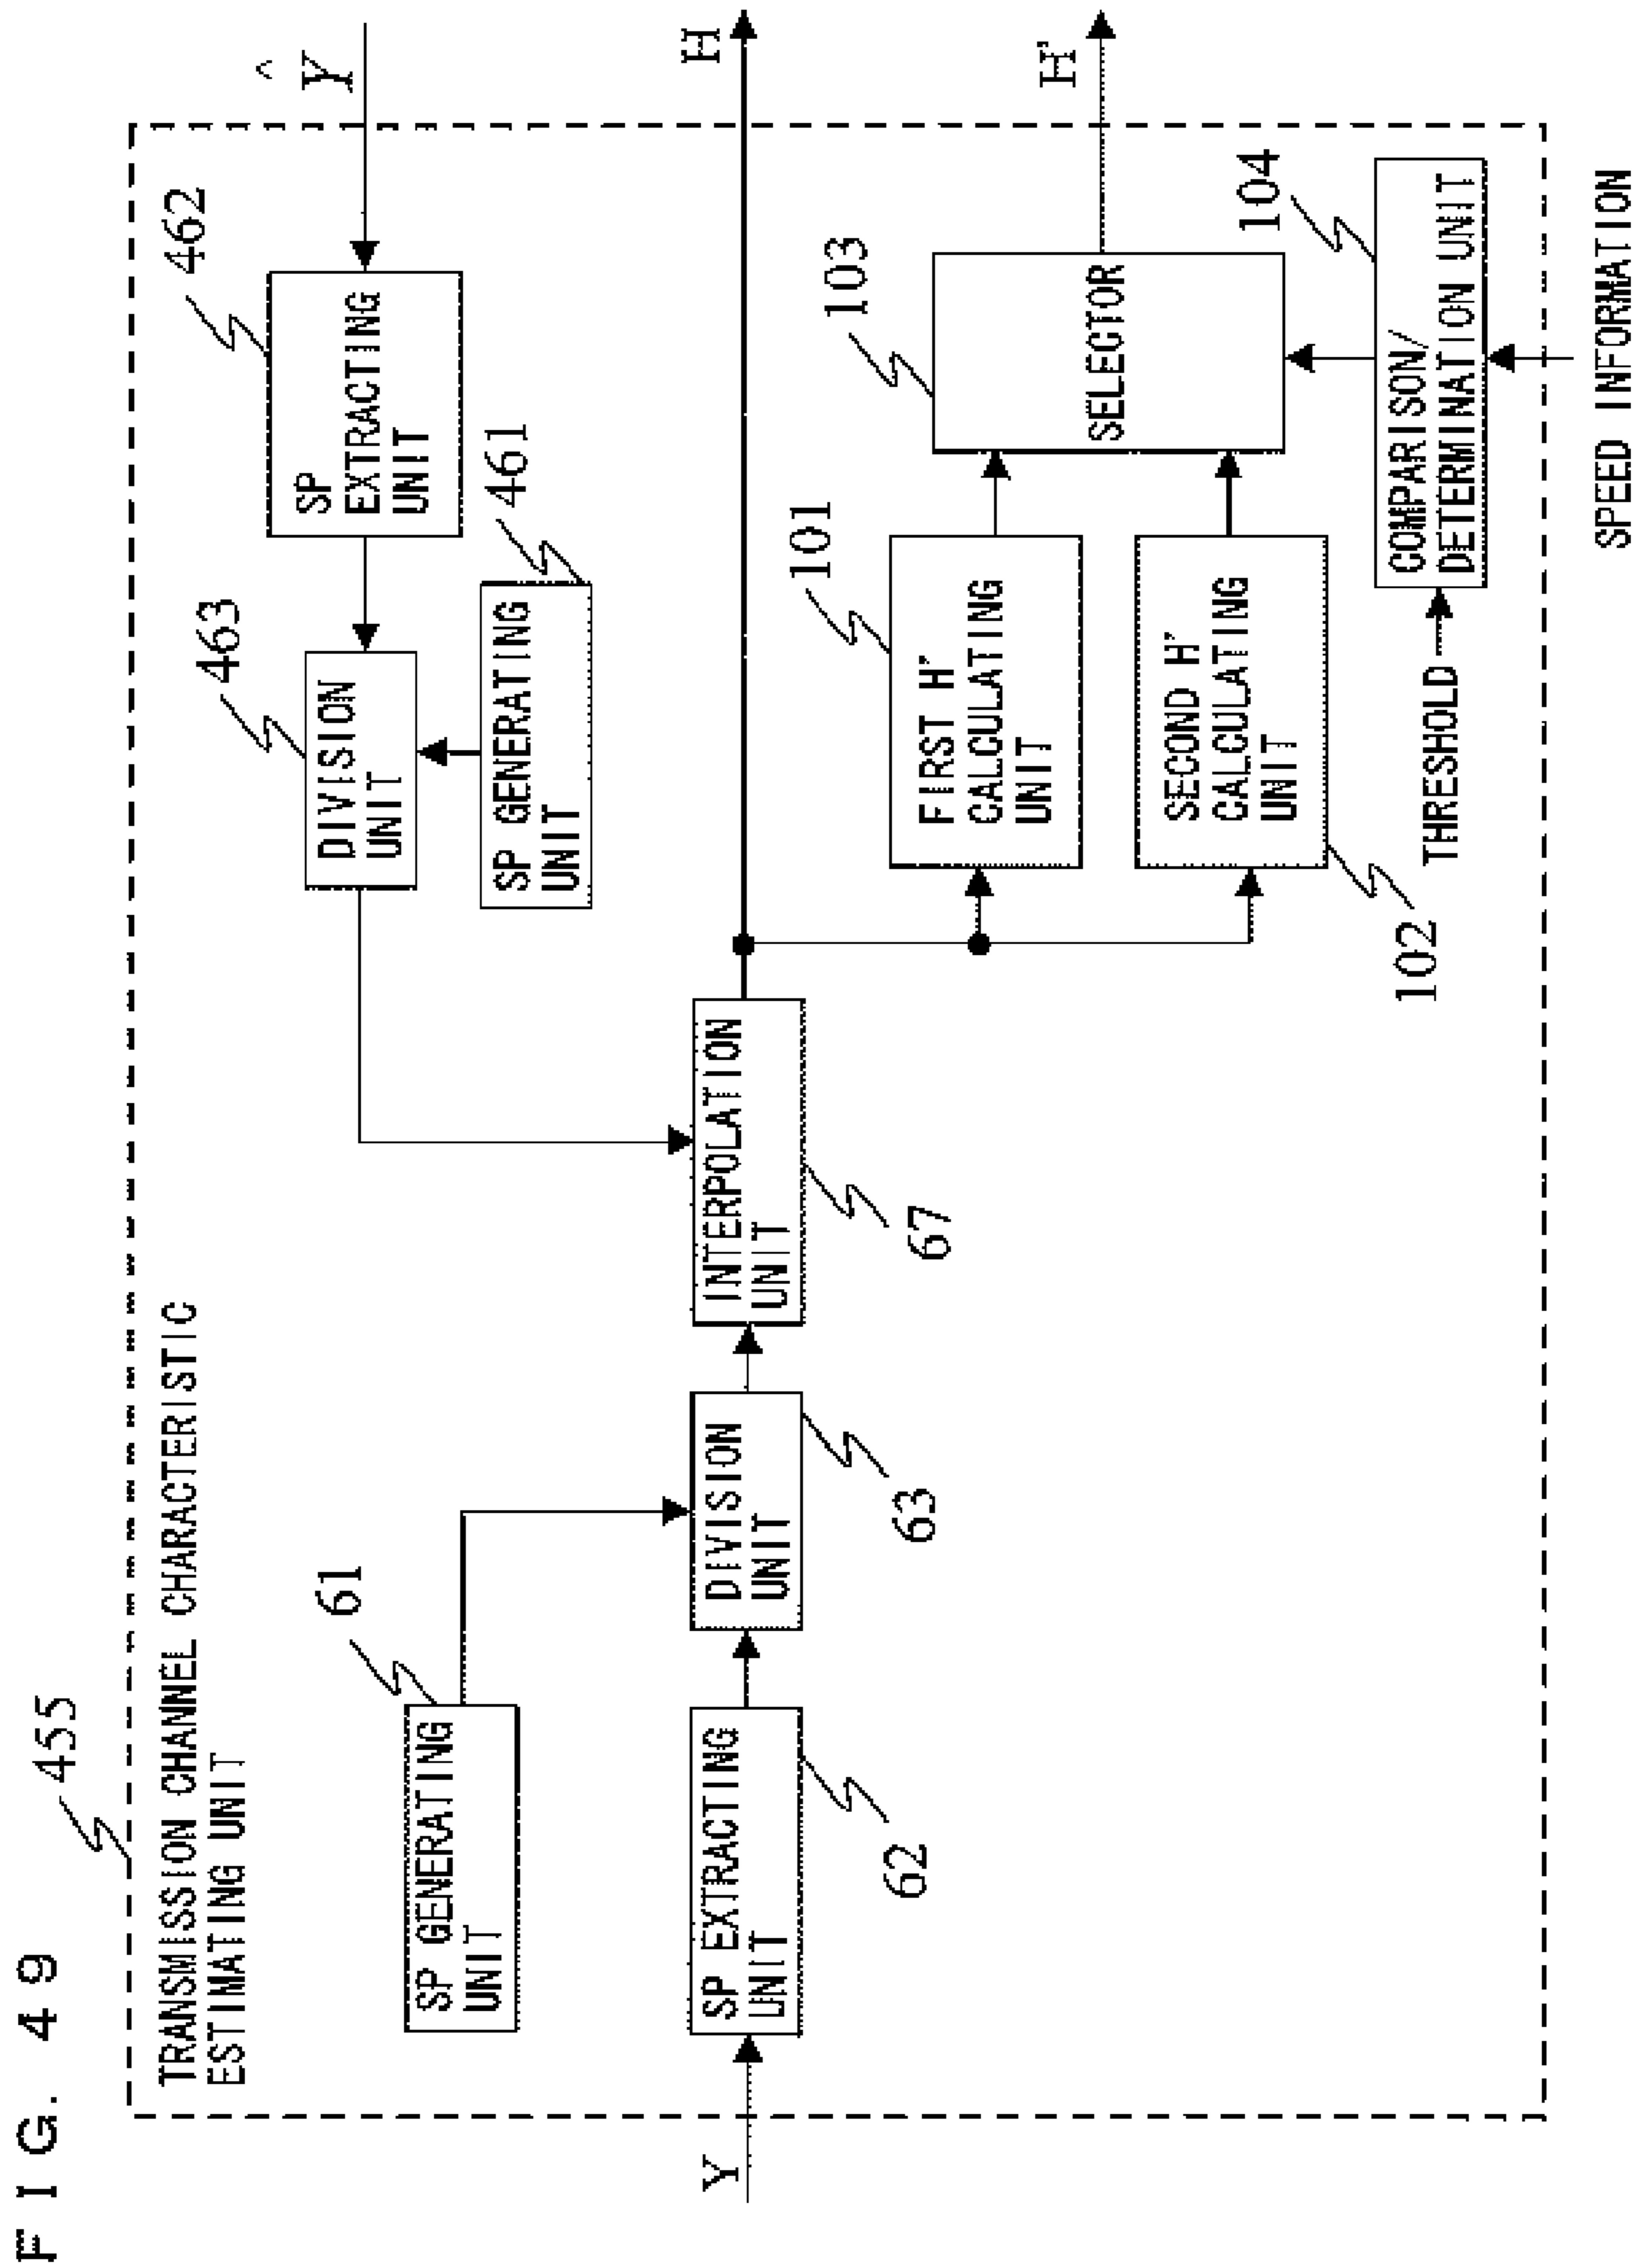 FIG. 49
455
TRANSMISSION CHANNEL CHARACTERISTIC
ESTIMATING UNIT
463
462
^
Y
DIVISION
UNIT
SP
EXTRACTING
UNIT
61
SP GENERATING
UNIT
SP GENERATING
UNIT
461
Y
SP EXTRACTING
UNIT
DIVISION
UNIT
INTERPOLATION
UNIT
H
62
63
67
101
103
FIRST H'
CALCULATING
UNIT
SELECTOR
H'
SECOND H'
CALCULATING
UNIT
104
102
THRESHOLD
COMPARISON/
DETERMINATION UNIT
SPEED INFORMATION